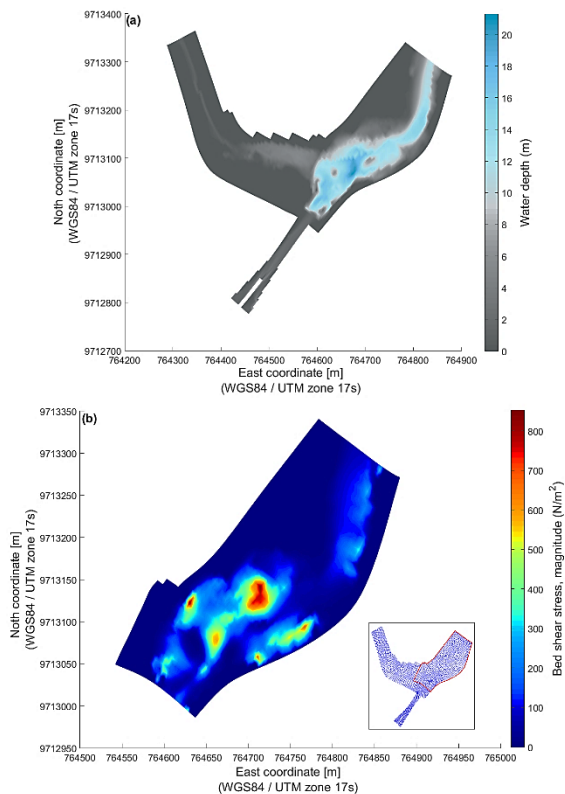 (a)
9713400
9713300
9713200
9713100
9713000
9712900
9712800
9712700
Noth coordinate [m]
(WGS84 / UTM zone 17s)
764200 764300 764400 764500 764600 764700 764800 764900
East coordinate [m]
(WGS84 / UTM zone 17s)
20
18
16
14
12
10
8
6
4
2
0
Water depth (m)
(b)
9713350
9713300
9713250
9713200
9713150
9713100
9713050
9713000
9712950
Noth coordinate [m]
(WGS84 / UTM zone 17s)
764500 764550 764600 764650 764700 764750 764800 764850 764900 764950 765000
East coordinate [m]
(WGS84 / UTM zone 17s)
800
700
600
500
400
300
200
100
0
Bed shear stress, magnitude (N/m²)